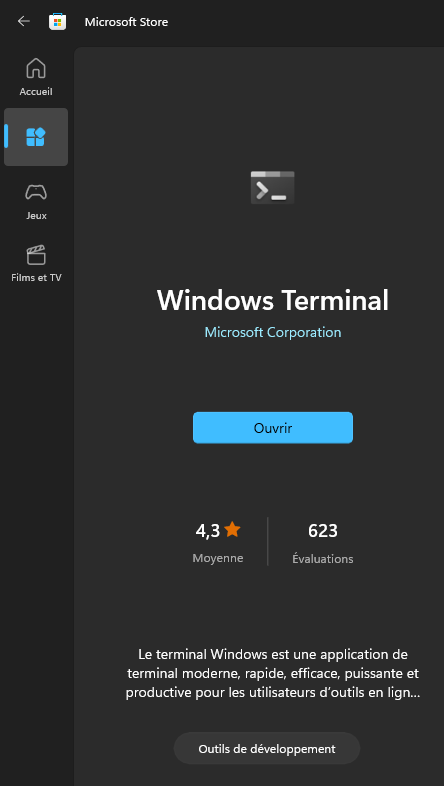 Microsoft Store
Accueil
Jeux
Films et TV
Windows Terminal
Microsoft Corporation
Ouvrir
4,3
623
Moyenne
Évaluations
Le terminal Windows est une application de
terminal moderne, rapide, efficace, puissante et
productive pour les utilisateurs d’outils en lign...
Outils de développement